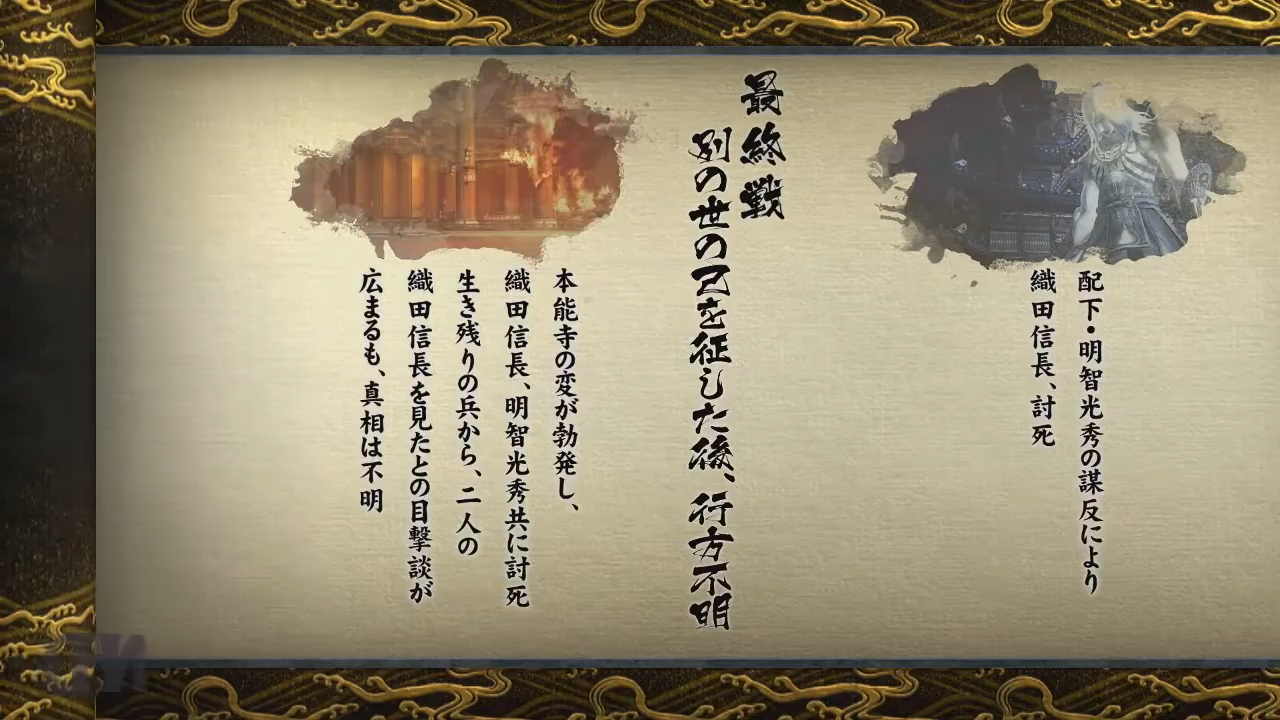 配下・明智光秀の謀反により
織田信長、討死
最終戦
別の世の己を征した後、行方不明
本能寺の変が勃発し、
織田信長、明智光秀共に討死
生き残りの兵から、二人の
織田信長を見たとの目撃談が
広まるも、真相は不明